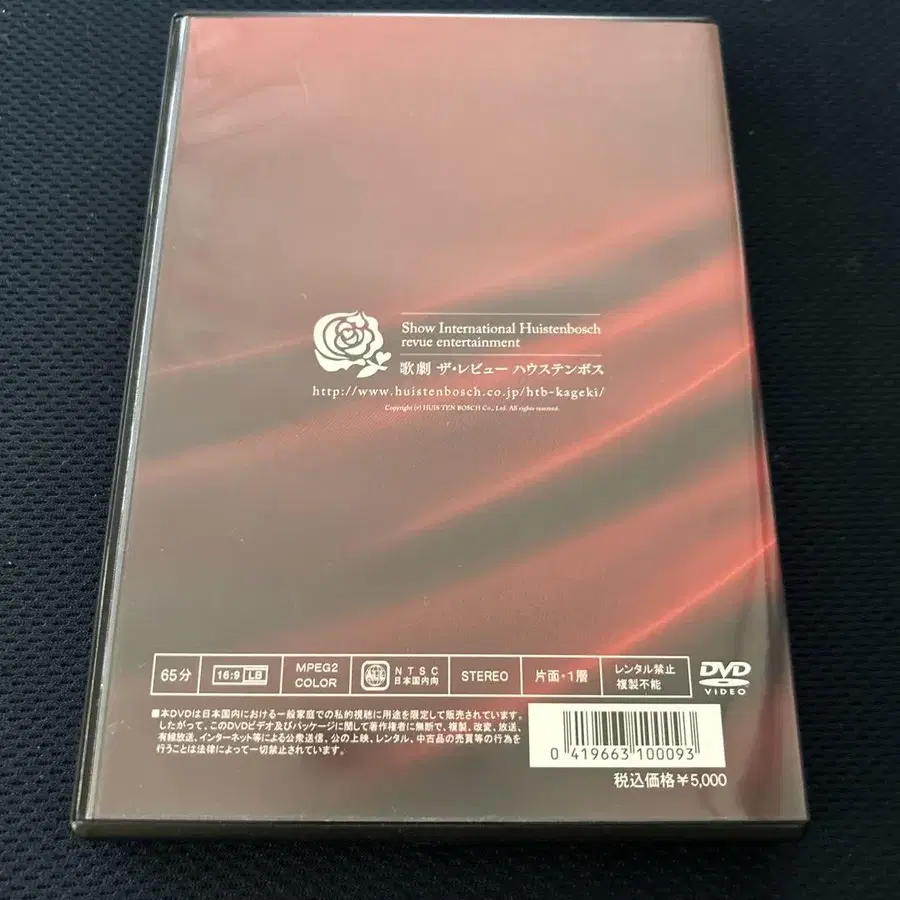 Show International Huistenbosch
revue entertainment
歌劇 ザ・レビュー ハウステンボス
http://www.huistenbosch.co.jp/htb-kageki/
Copyright (c) HUIS TEN BOSCH Co., Ltd. All rights reserved.
65分
16:9 LB
MPEG2
COLOR
ALL
NTSC
日本国内向
STEREO
片面・1層
レンタル禁止
複製不能
DVD
VIDEO
■本DVDは日本国内における一般家庭での私的視聴に用途を限定して販売されています。
したがって、このDVDビデオ及びパッケージに関して著作権者に無断で、複製、改変、放送、
有線放送、インターネット等による公衆送信、公の上映、レンタル、中古品の売買等の行為を
行うことは法律によって一切禁止されています。
0 419663 100093
税込価格¥5,000